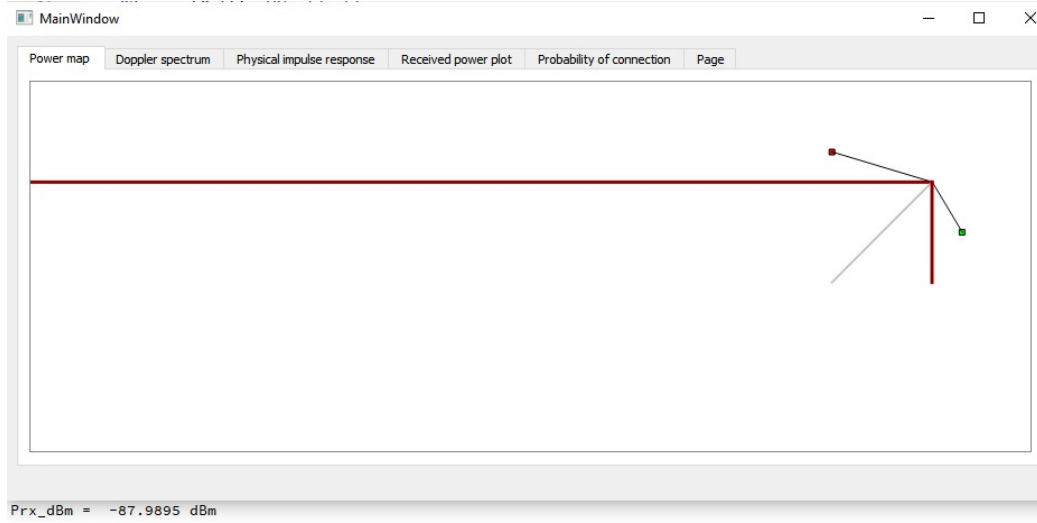 MainWindow
Power map Doppler spectrum Physical impulse response Received power plot Probability of connection Page
Prx_dBm = -87.9895 dBm